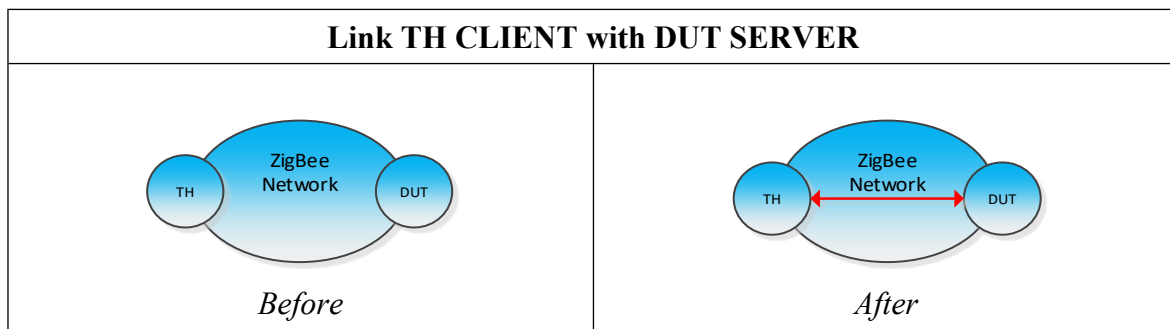 Link TH CLIENT with DUT SERVER
ZigBee
Network
TH
DUT
Before
ZigBee
Network
TH
DUT
After